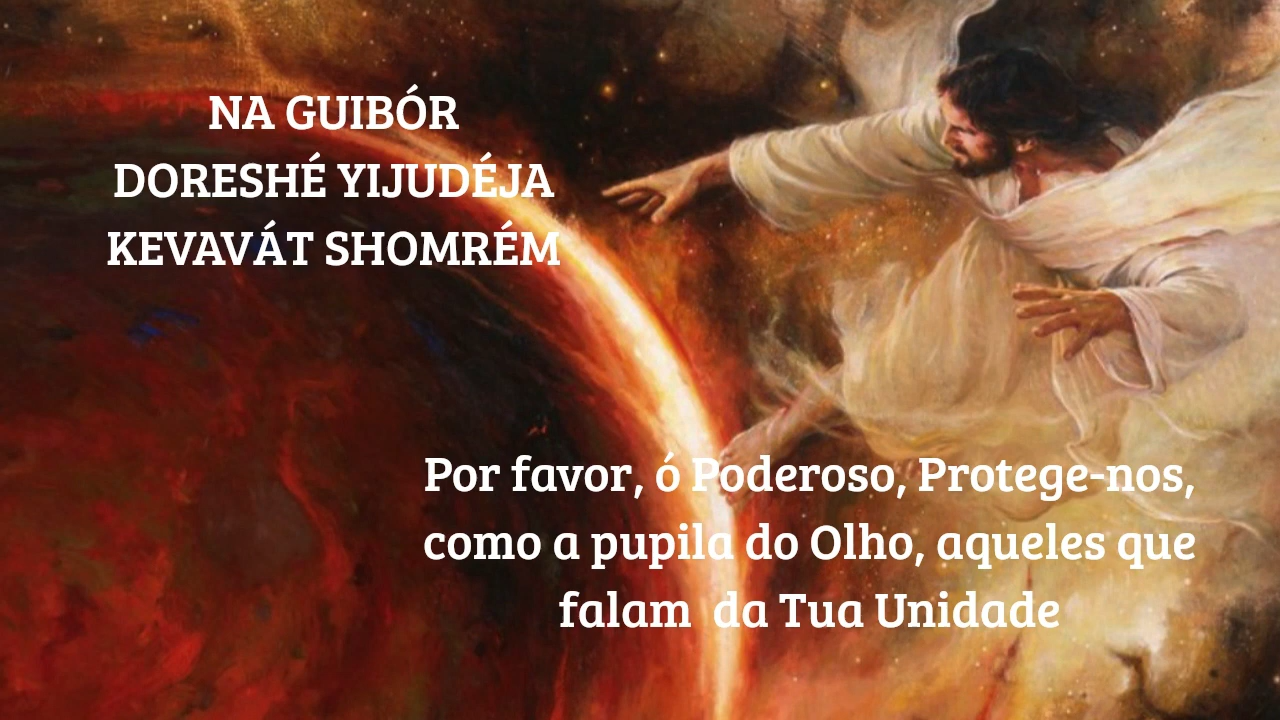 NA GUIBÓR
DORESHÉ YIJUDÉJA
KEVAVÁT SHOMRÉM
Por favor, ó Poderoso, Protege-nos,
como a pupila do Olho, aqueles que
falam da Tua Unidade